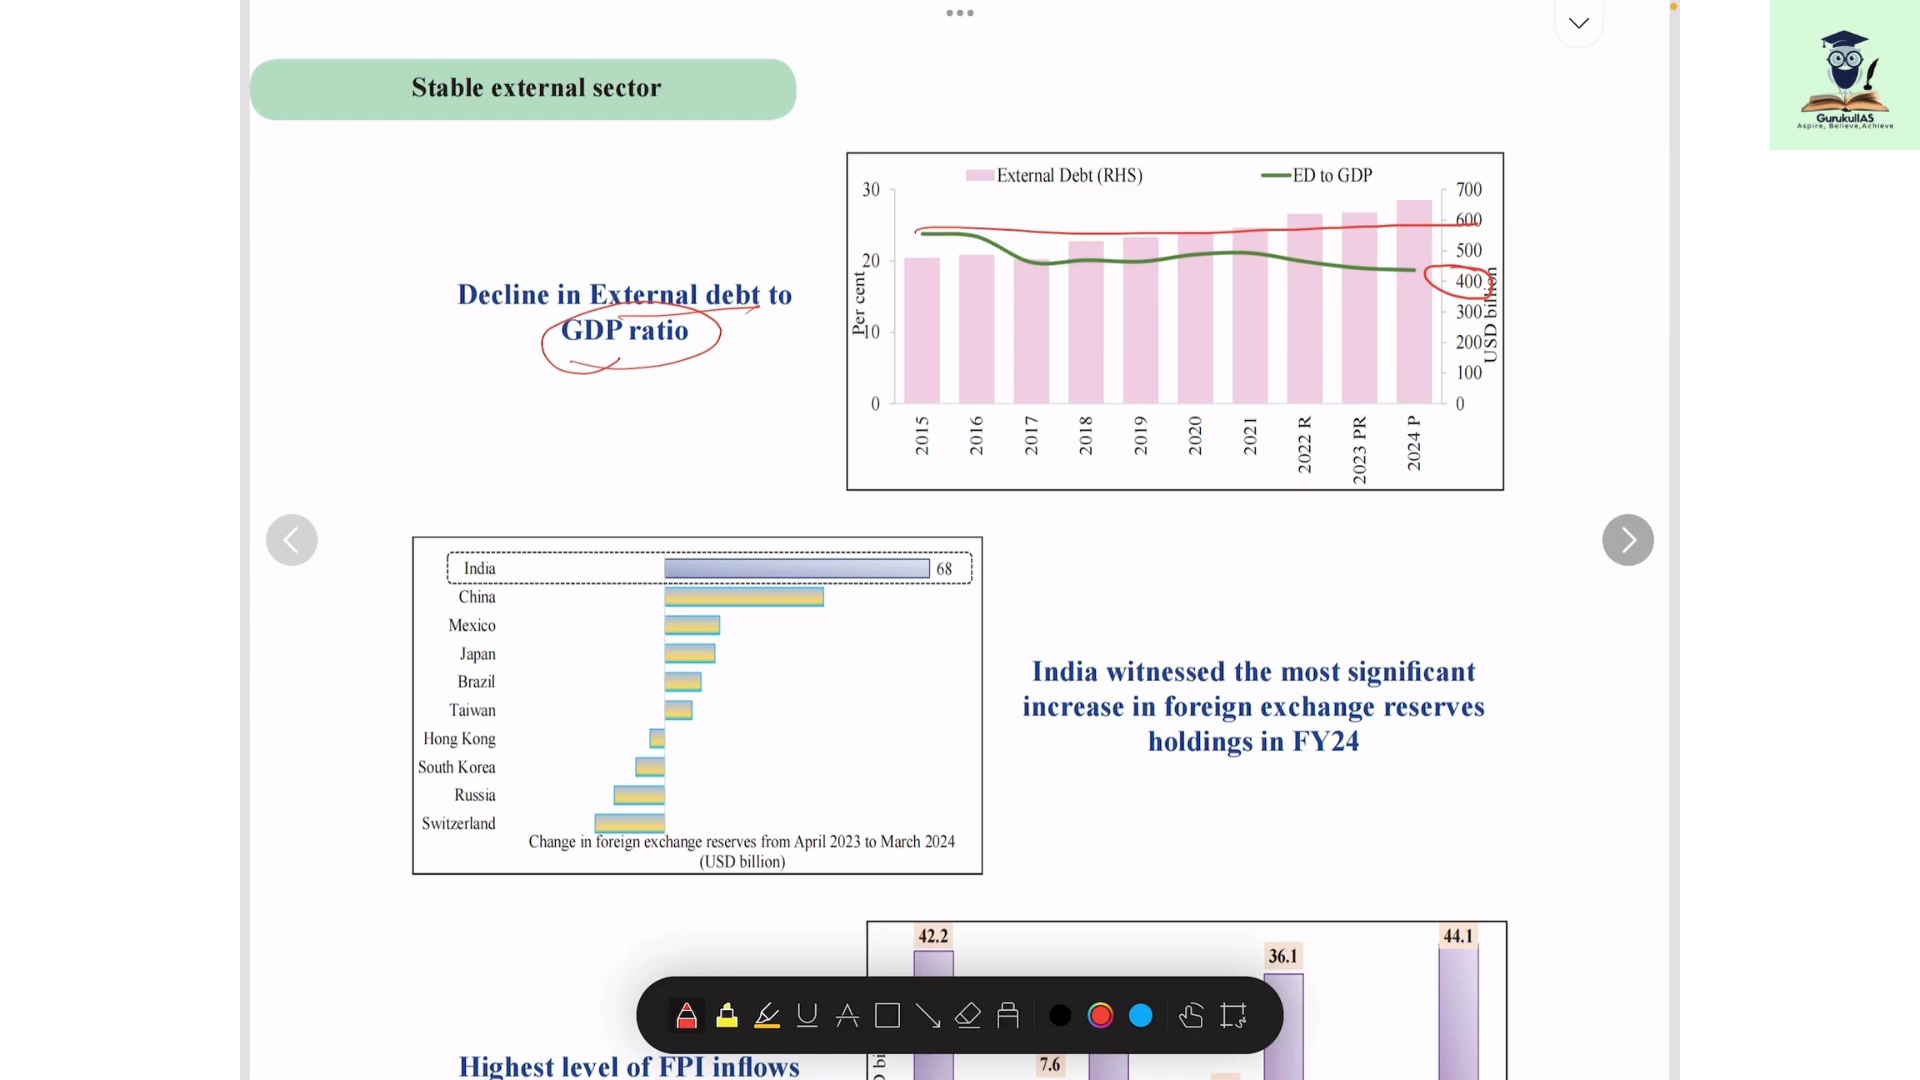 Stable external sector
GurukulIAS
Aspire, Believe,Achieve
Decline in External debt to
GDP ratio
External Debt (RHS)
ED to GDP
30
20
10
0
Per cent
700
600
500
400
300
200
100
0
USD billion
2015
2016
2017
2018
2019
2020
2021
2022 R
2023 PR
2024 P
India
68
China
Mexico
Japan
Brazil
Taiwan
Hong Kong
South Korea
Russia
Switzerland
Change in foreign exchange reserves from April 2023 to March 2024
(USD billion)
India witnessed the most significant
increase in foreign exchange reserves
holdings in FY24
42.2
36.1
44.1
7.6
Highest level of FPI inflows